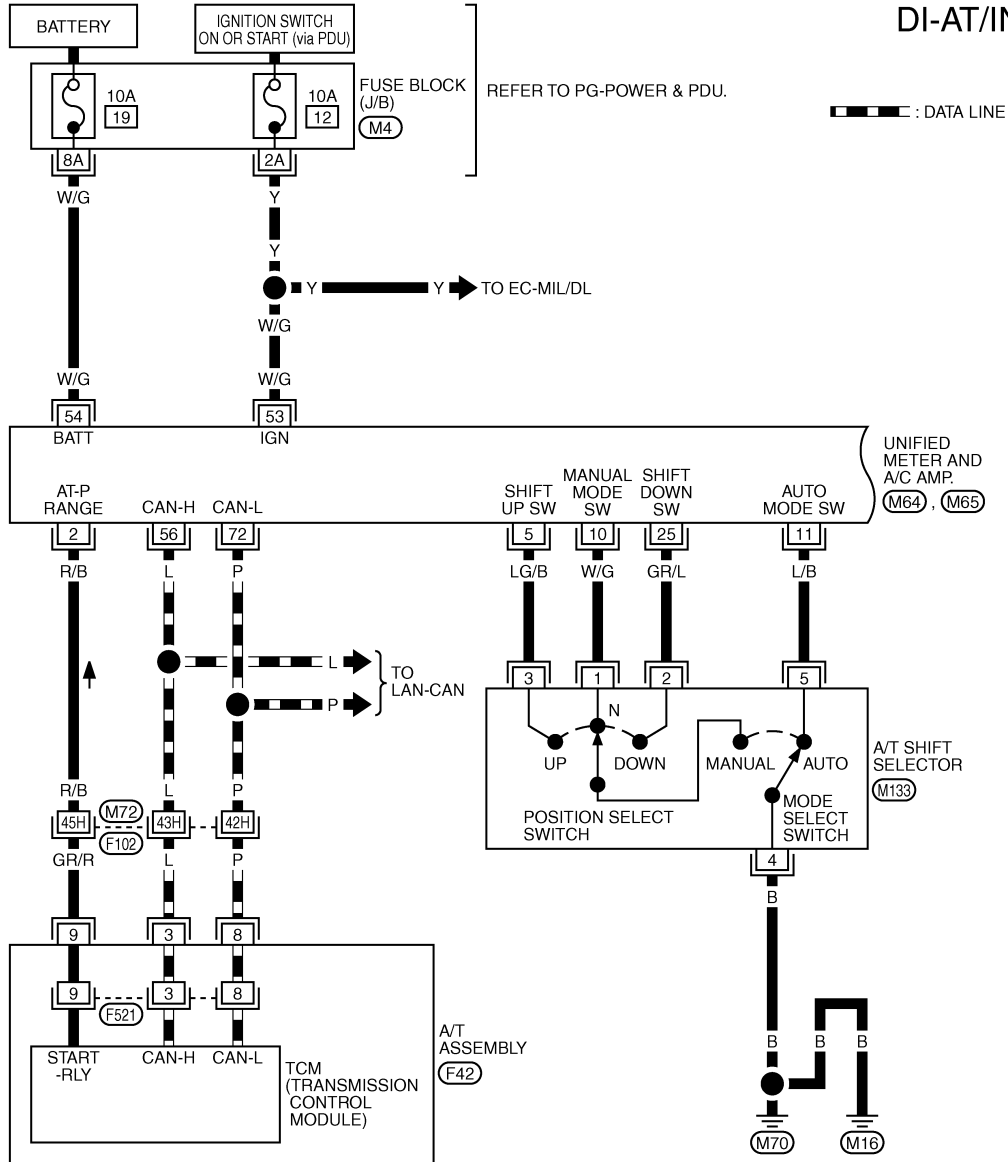 DI-AT/IN
BATTERY
IGNITION SWITCH
ON OR START (via PDU)
10A
19
10A
12
FUSE BLOCK
(J/B)
M4
REFER TO PG-POWER & PDU.
: DATA LINE
8A
2A
W/G
Y
Y
Y
Y
TO EC-MIL/DL
W/G
W/G
W/G
54
53
BATT
IGN
UNIFIED
METER AND
A/C AMP.
M64 , M65
AT-P
RANGE
CAN-H
CAN-L
SHIFT
UP SW
MANUAL
MODE
SW
SHIFT
DOWN
SW
AUTO
MODE SW
2
56
72
5
10
25
11
R/B
L
P
LG/B
W/G
GR/L
L/B
L
P
TO
LAN-CAN
3
1
2
5
N
UP
DOWN
MANUAL
AUTO
A/T SHIFT
SELECTOR
M133
POSITION SELECT
SWITCH
MODE
SELECT
SWITCH
4
R/B
L
P
M72
45H
43H
42H
F102
GR/R
L
P
B
9
3
8
9
3
8
F521
START
-RLY
CAN-H
CAN-L
TCM
(TRANSMISSION
CONTROL
MODULE)
A/T
ASSEMBLY
F42
B
B
B
M70
M16